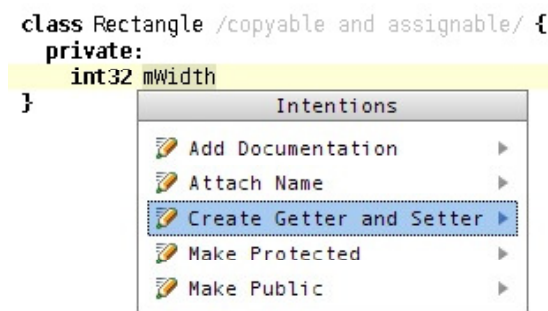 class Rectangle /copyable and assignable/ {
private:
int32 mWidth
}
Intentions
Add Documentation
Attach Name
Create Getter and Setter
Make Protected
Make Public